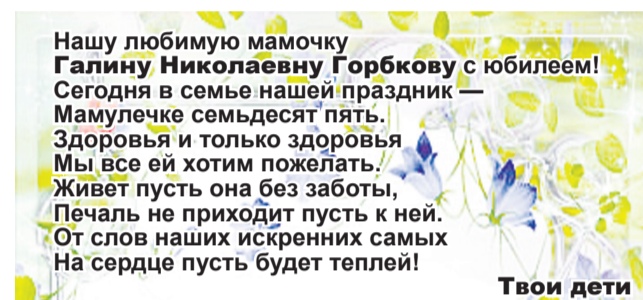 Нашу любимую мамочку
Галину Николаевну Горбкову с юбилеем!
Сегодня в семье нашей праздник —
Мамулечке семьдесят пять.
Здоровья и только здоровья
Мы все ей хотим пожелать.
Живет пусть она без заботы,
Печаль не приходит пусть к ней.
От слов наших искренних самых
На сердце пусть будет теплей!
Твои дети